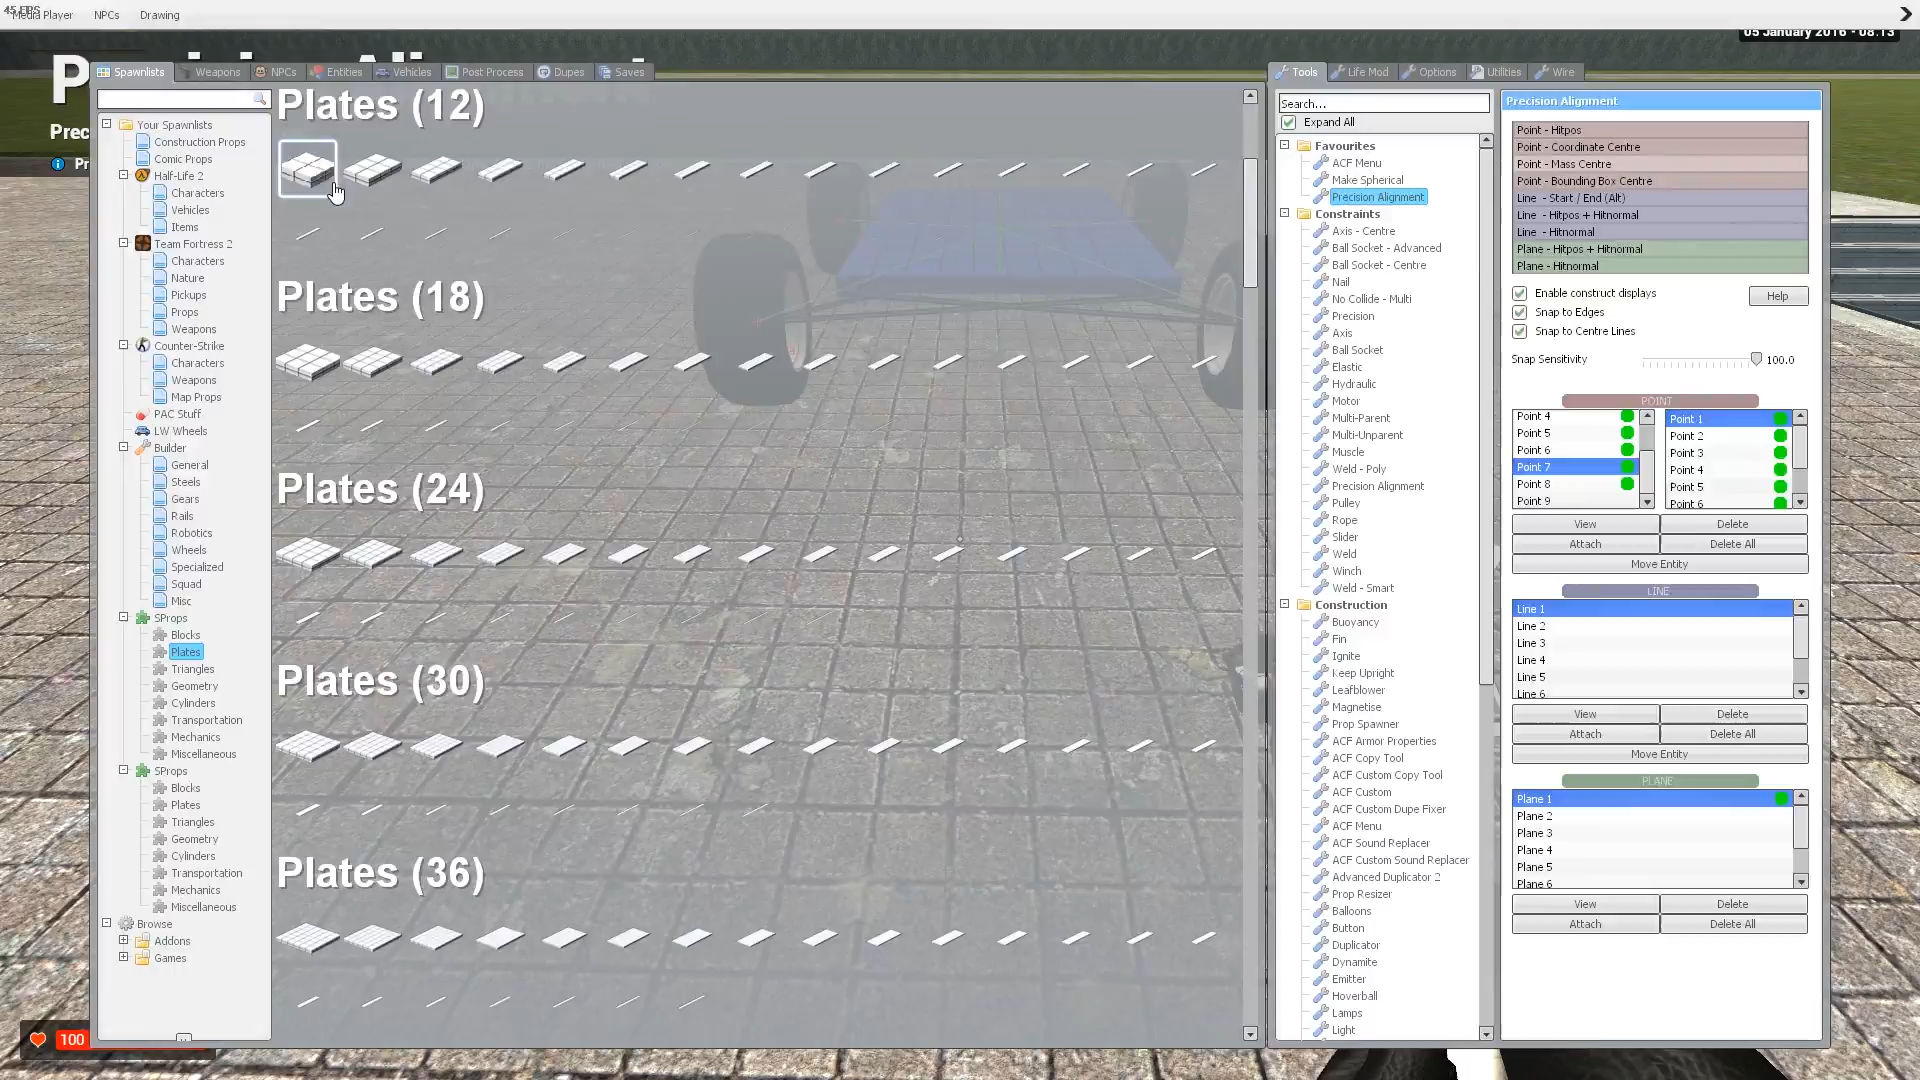 45 FPS
Media Player
NPCs
Drawing
05 January 2016 - 08:13
Prec
Spawnlists
Weapons
NPCs
Entities
Vehicles
Post Process
Dupes
Saves
Your Spawnlists
Construction Props
Comic Props
Half-Life 2
Characters
Vehicles
Items
Team Fortress 2
Characters
Nature
Pickups
Props
Weapons
Counter-Strike
Characters
Weapons
Map Props
PAC Stuff
LW Wheels
Builder
General
Steels
Gears
Rails
Robotics
Wheels
Specialized
Squad
Misc
SProps
Blocks
Plates
Triangles
Geometry
Cylinders
Transportation
Mechanics
Miscellaneous
SProps
Blocks
Plates
Triangles
Geometry
Cylinders
Transportation
Mechanics
Miscellaneous
Browse
Addons
Games
100
Plates (12)
Plates (18)
Plates (24)
Plates (30)
Plates (36)
Tools
Life Mod
Options
Utilities
Wire
Search...
Expand All
Favourites
ACF Menu
Make Spherical
Precision Alignment
Constraints
Axis - Centre
Ball Socket - Advanced
Ball Socket - Centre
Nail
No Collide - Multi
Precision
Axis
Ball Socket
Elastic
Hydraulic
Motor
Multi-Parent
Multi-Unparent
Muscle
Weld - Poly
Precision Alignment
Pulley
Rope
Slider
Weld
Winch
Weld - Smart
Construction
Buoyancy
Fin
Ignite
Keep Upright
Leafblower
Magnetise
Prop Spawner
ACF Armor Properties
ACF Copy Tool
ACF Custom Copy Tool
ACF Custom
ACF Custom Dupe Fixer
ACF Menu
ACF Sound Replacer
ACF Custom Sound Replacer
Advanced Duplicator 2
Prop Resizer
Balloons
Button
Duplicator
Dynamite
Emitter
Hoverball
Lamps
Light
Precision Alignment
Point - Hitpos
Point - Coordinate Centre
Point - Mass Centre
Point - Bounding Box Centre
Line - Start / End (Alt)
Line - Hitpos + Hitnormal
Line - Hitnormal
Plane - Hitpos + Hitnormal
Plane - Hitnormal
Enable construct displays
Help
Snap to Edges
Snap to Centre Lines
Snap Sensitivity 100.0
POINT
Point 4
Point 5
Point 6
Point 7
Point 8
Point 9
Point 1
Point 2
Point 3
Point 4
Point 5
Point 6
View Delete
Attach Delete All
Move Entity
LINE
Line 1
Line 2
Line 3
Line 4
Line 5
Line 6
View Delete
Attach Delete All
Move Entity
PLANE
Plane 1
Plane 2
Plane 3
Plane 4
Plane 5
Plane 6
View Delete
Attach Delete All